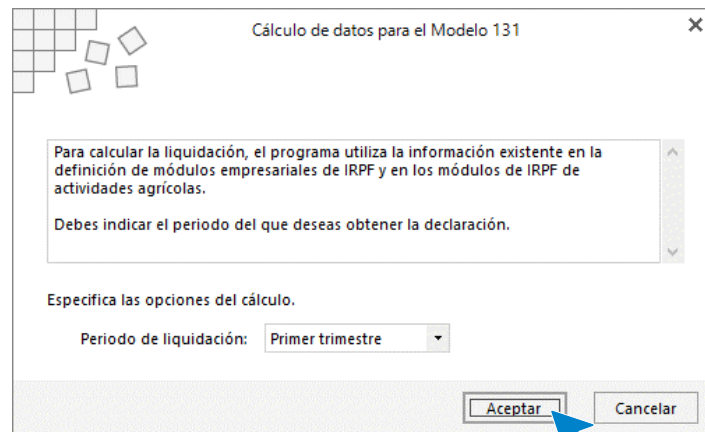 Cálculo de datos para el Modelo 131
Para calcular la liquidación, el programa utiliza la información existente en la
definición de módulos empresariales de IRPF y en los módulos de IRPF de
actividades agrícolas.
Debes indicar el periodo del que deseas obtener la declaración.
Especifica las opciones del cálculo.
Periodo de liquidación: Primer trimestre
Aceptar Cancelar